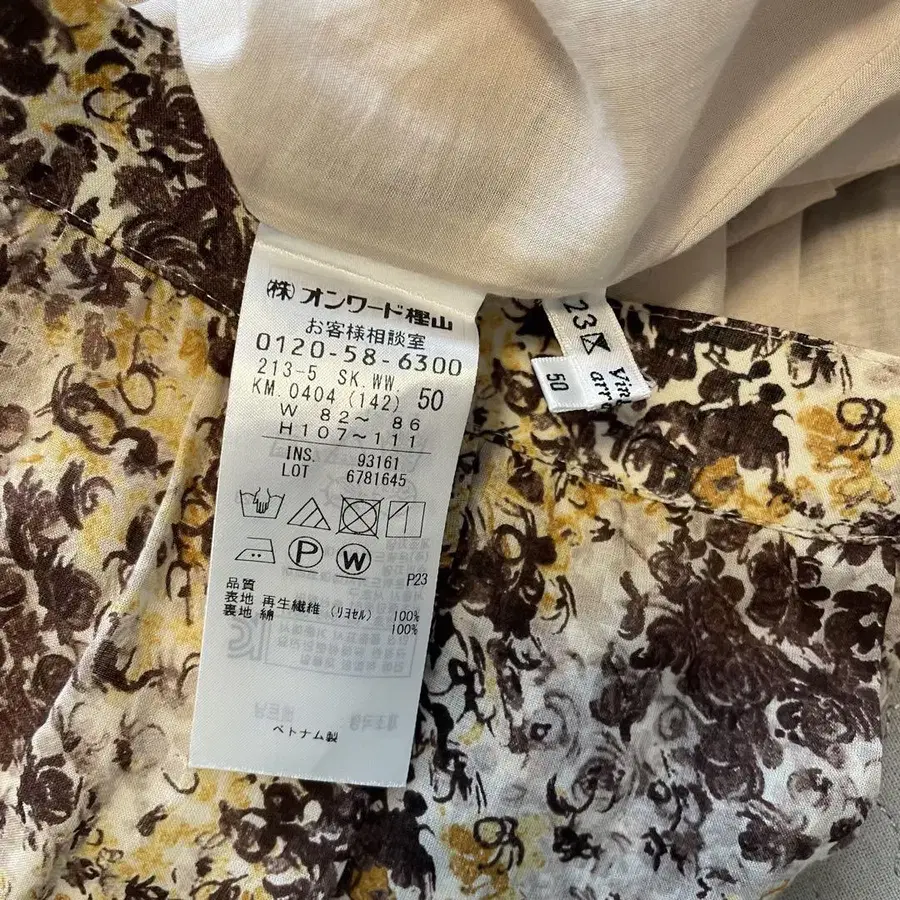 (株)オンワード樫山
お客様相談室
0120-58-6300
213-5 SK.WW
KM.0404(142) 50
W 82〜 86
H107〜111
INS. 93161
LOT 6781645
P W
P23
品質
表地 再生繊維 (リヨセル) 100%
裏地 綿 100%
ベトナム製
23
50